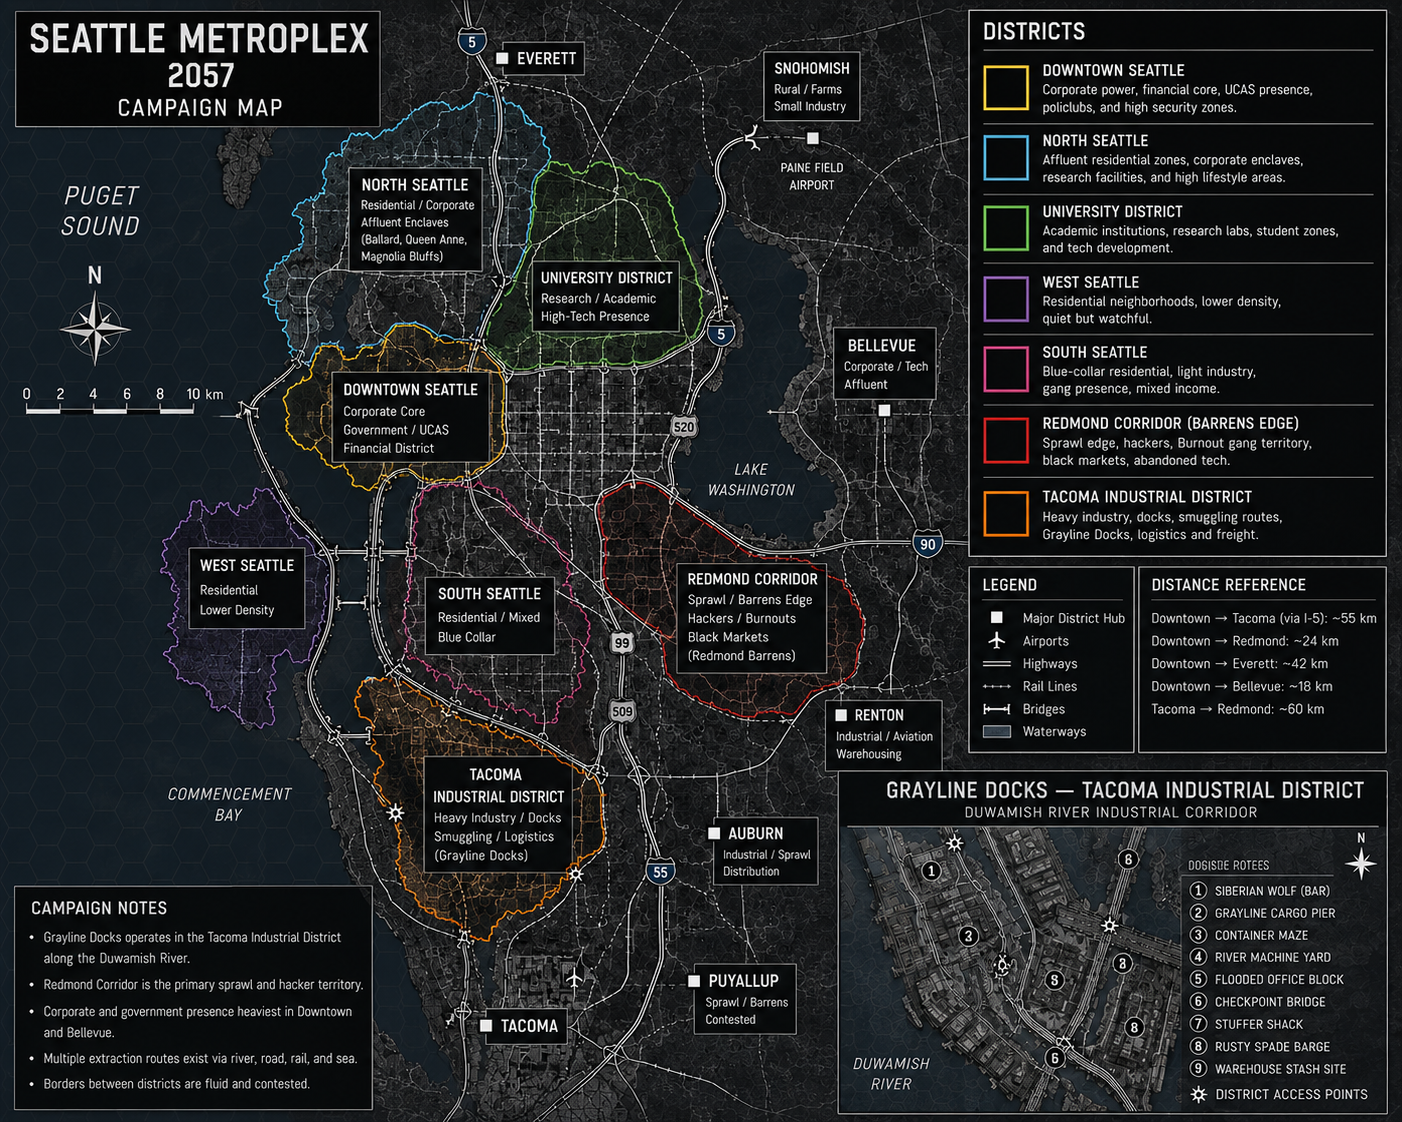 SEATTLE METROPLEX
2057
CAMPAIGN MAP
5
EVERETT
SNOHOMISH
Rural / Farms
Small Industry
PAINE FIELD
AIRPORT
PUGET
SOUND
N
0 2 4 6 8 10 km
NORTH SEATTLE
Residential / Corporate
Affluent Enclaves
(Ballard, Queen Anne,
Magnolia Bluffs)
UNIVERSITY DISTRICT
Research / Academic
High-Tech Presence
5
BELLEVUE
Corporate / Tech
Affluent
DOWNTOWN SEATTLE
Corporate Core
Government / UCAS
Financial District
520
LAKE
WASHINGTON
90
WEST SEATTLE
Residential
Lower Density
SOUTH SEATTLE
Residential / Mixed
Blue Collar
REDMOND CORRIDOR
Sprawl / Barrens Edge
Hackers / Burnouts
Black Markets
(Redmond Barrens)
99
509
RENTON
Industrial / Aviation
Warehousing
TACOMA
INDUSTRIAL DISTRICT
Heavy Industry / Docks
Smuggling / Logistics
(Grayline Docks)
COMMENCEMENT
BAY
AUBURN
Industrial / Sprawl
Distribution
55
PUYALLUP
Sprawl / Barrens
Contested
TACOMA
CAMPAIGN NOTES
• Grayline Docks operates in the Tacoma Industrial District
along the Duwamish River.
• Redmond Corridor is the primary sprawl and hacker territory.
• Corporate and government presence heaviest in Downtown
and Bellevue.
• Multiple extraction routes exist via river, road, rail, and sea.
• Borders between districts are fluid and contested.
DISTRICTS
DOWNTOWN SEATTLE
Corporate power, financial core, UCAS presence,
policlubs, and high security zones.
NORTH SEATTLE
Affluent residential zones, corporate enclaves,
research facilities, and high lifestyle areas.
UNIVERSITY DISTRICT
Academic institutions, research labs, student zones,
and tech development.
WEST SEATTLE
Residential neighborhoods, lower density,
quiet but watchful.
SOUTH SEATTLE
Blue-collar residential, light industry,
gang presence, mixed income.
REDMOND CORRIDOR (BARRENS EDGE)
Sprawl edge, hackers, Burnout gang territory,
black markets, abandoned tech.
TACOMA INDUSTRIAL DISTRICT
Heavy industry, docks, smuggling routes,
Grayline Docks, logistics and freight.
LEGEND
Major District Hub
Airports
Highways
Rail Lines
Bridges
Waterways
DISTANCE REFERENCE
Downtown → Tacoma (via I-5): ~55 km
Downtown → Redmond: ~24 km
Downtown → Everett: ~42 km
Downtown → Bellevue: ~18 km
Tacoma → Redmond: ~60 km
GRAYLINE DOCKS — TACOMA INDUSTRIAL DISTRICT
DUWAMISH RIVER INDUSTRIAL CORRIDOR
N
1
6
3
3
8
8
6
DUWAMISH
RIVER
1 SIBERIAN WOLF (BAR)
2 GRAYLINE CARGO PIER
3 CONTAINER MAZE
4 RIVER MACHINE YARD
5 FLOODED OFFICE BLOCK
6 CHECKPOINT BRIDGE
7 STUFFER SHACK
8 RUSTY SPADE BARGE
9 WAREHOUSE STASH SITE
DISTRICT ACCESS POINTS